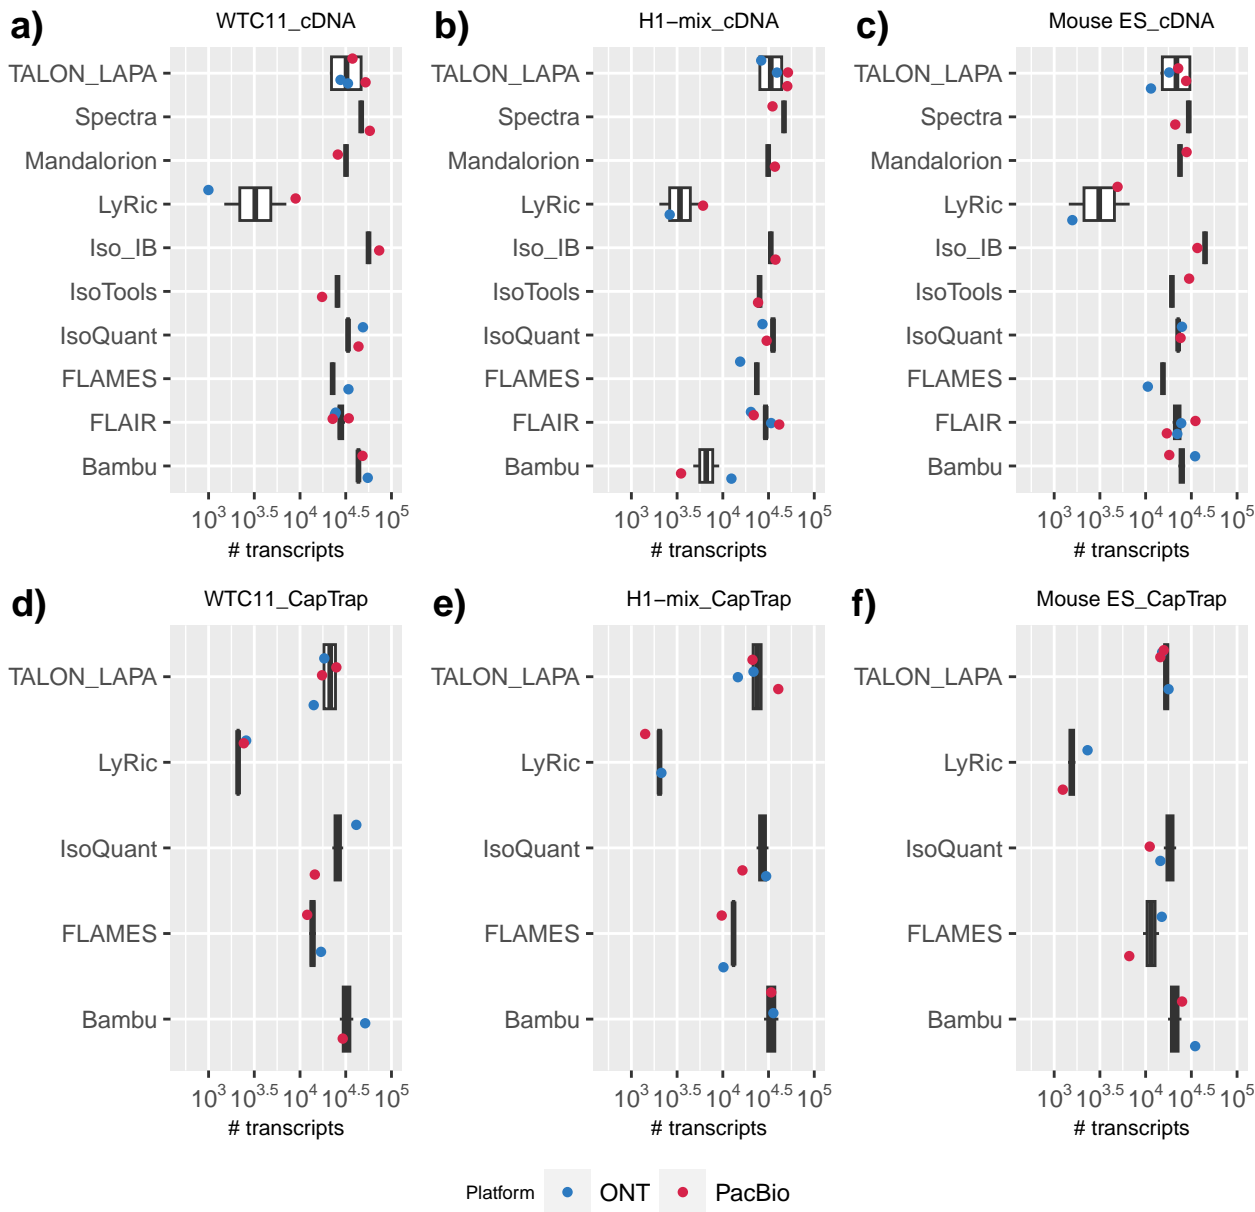 a) WTC11_cDNA
TALON_LAPA
Spectra
Mandalorion
LyRic
Iso_IB
IsoTools
IsoQuant
FLAMES
FLAIR
Bambu
10^3 10^3.5 10^4 10^4.5 10^5
# transcripts
b) H1−mix_cDNA
TALON_LAPA
Spectra
Mandalorion
LyRic
Iso_IB
IsoTools
IsoQuant
FLAMES
FLAIR
Bambu
10^3 10^3.5 10^4 10^4.5 10^5
# transcripts
c) Mouse ES_cDNA
TALON_LAPA
Spectra
Mandalorion
LyRic
Iso_IB
IsoTools
IsoQuant
FLAMES
FLAIR
Bambu
10^3 10^3.5 10^4 10^4.5 10^5
# transcripts
d) WTC11_CapTrap
TALON_LAPA
LyRic
IsoQuant
FLAMES
Bambu
10^3 10^3.5 10^4 10^4.5 10^5
# transcripts
e) H1−mix_CapTrap
TALON_LAPA
LyRic
IsoQuant
FLAMES
Bambu
10^3 10^3.5 10^4 10^4.5 10^5
# transcripts
f) Mouse ES_CapTrap
TALON_LAPA
LyRic
IsoQuant
FLAMES
Bambu
10^3 10^3.5 10^4 10^4.5 10^5
# transcripts
Platform ONT PacBio